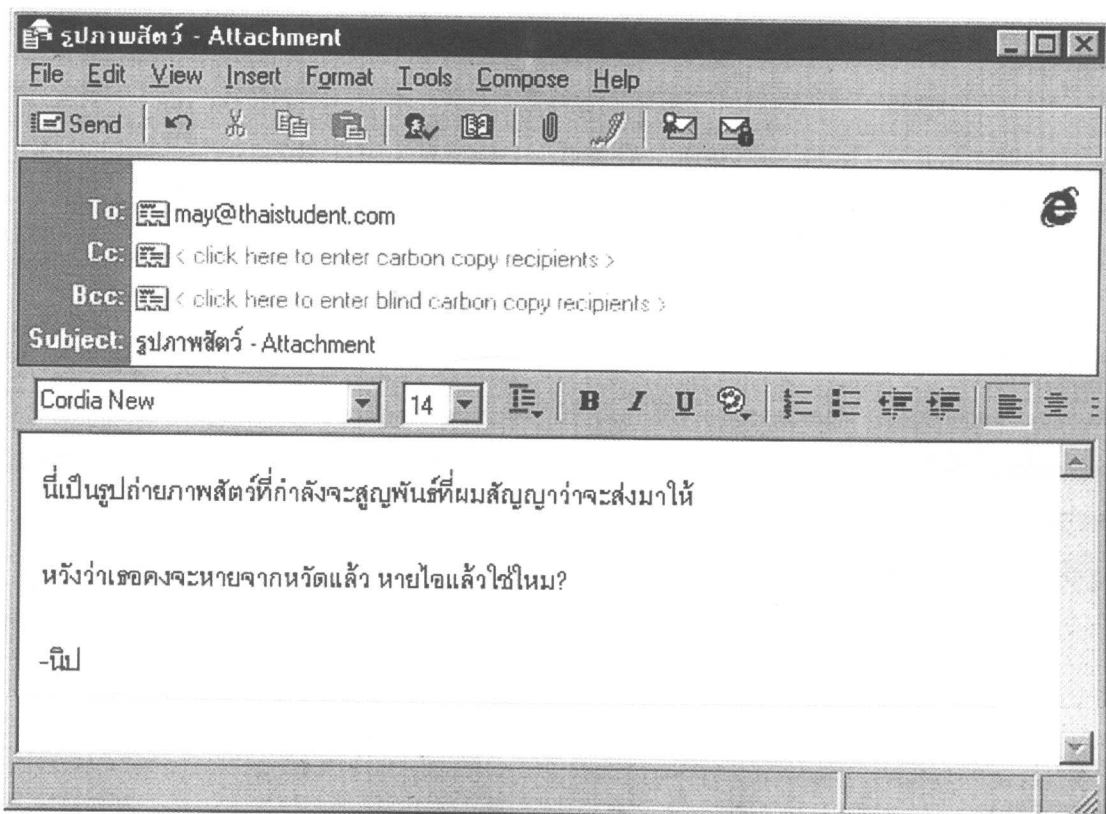 รูปภาพสัตว์ - Attachment
File Edit View Insert Format Tools Compose Help
Send
To: may@thaistudent.com
Cc: < click here to enter carbon copy recipients >
Bcc: < click here to enter blind carbon copy recipients >
Subject: รูปภาพสัตว์ - Attachment
Cordia New 14 B I U
นี่เป็นรูปถ่ายภาพสัตว์ที่กำลังจะสูญพันธ์ที่ผมสัญญาว่าจะส่งมาให้
หวังว่าเธอคงจะหายจากหวัดแล้ว หายไอแล้วใช่ใหม?
-นิป